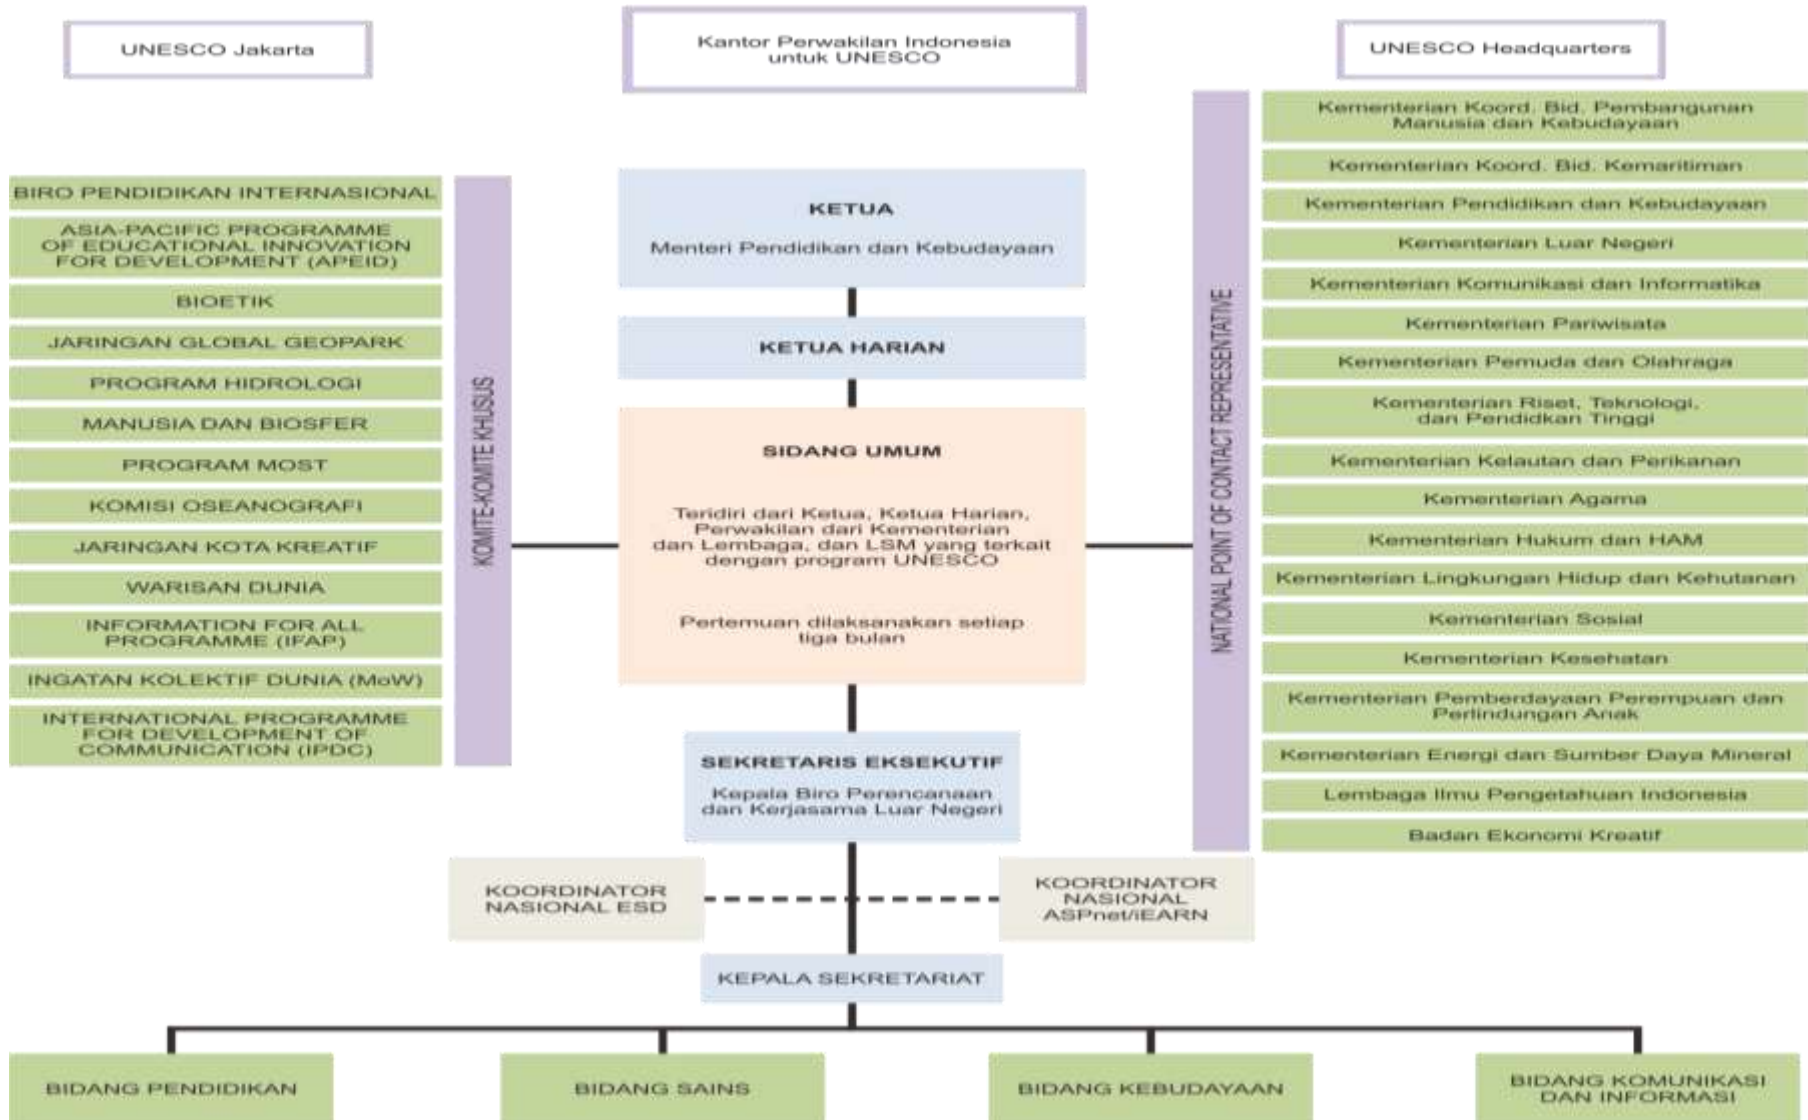 UNESCO Jakarta
Kantor Perwakilan Indonesia
untuk UNESCO
UNESCO Headquarters
BIRO PENDIDIKAN INTERNASIONAL
ASIA-PACIFIC PROGRAMME
OF EDUCATIONAL INNOVATION
FOR DEVELOPMENT (APEID)
BIOETIK
JARINGAN GLOBAL GEOPARK
PROGRAM HIDROLOGI
MANUSIA DAN BIOSFER
PROGRAM MOST
KOMISI OSEANOGRAFI
JARINGAN KOTA KREATIF
WARISAN DUNIA
INFORMATION FOR ALL
PROGRAMME (IFAP)
INGATAN KOLEKTIF DUNIA (MoW)
INTERNATIONAL PROGRAMME
FOR DEVELOPMENT OF
COMMUNICATION (IPDC)
KOMITE-KOMITE KHUSUS
KETUA
Menteri Pendidikan dan Kebudayaan
KETUA HARIAN
SIDANG UMUM
Teridiri dari Ketua, Ketua Harian,
Perwakilan dari Kementerian
dan Lembaga, dan LSM yang terkait
dengan program UNESCO
Pertemuan dilaksanakan setiap
tiga bulan
SEKRETARIS EKSEKUTIF
Kepala Biro Perencanaan
dan Kerjasama Luar Negeri
NATIONAL POINT OF CONTACT REPRESENTATIVE
Kementerian Koord. Bid. Pembangunan
Manusia dan Kebudayaan
Kementerian Koord. Bid. Kemaritiman
Kementerian Pendidikan dan Kebudayaan
Kementerian Luar Negeri
Kementerian Komunikasi dan Informatika
Kementerian Pariwisata
Kementerian Pemuda dan Olahraga
Kementerian Riset, Teknologi,
dan Pendidkan Tinggi
Kementerian Kelautan dan Perikanan
Kementerian Agama
Kementerian Hukum dan HAM
Kementerian Lingkungan Hidup dan Kehutanan
Kementerian Sosial
Kementerian Kesehatan
Kementerian Pemberdayaan Perempuan dan
Perlindungan Anak
Kementerian Energi dan Sumber Daya Mineral
Lembaga Ilmu Pengetahuan Indonesia
Badan Ekonomi Kreatif
KOORDINATOR
NASIONAL ESD
KOORDINATOR
NASIONAL
ASPnet/iEARN
KEPALA SEKRETARIAT
BIDANG PENDIDIKAN
BIDANG SAINS
BIDANG KEBUDAYAAN
BIDANG KOMUNIKASI
DAN INFORMASI